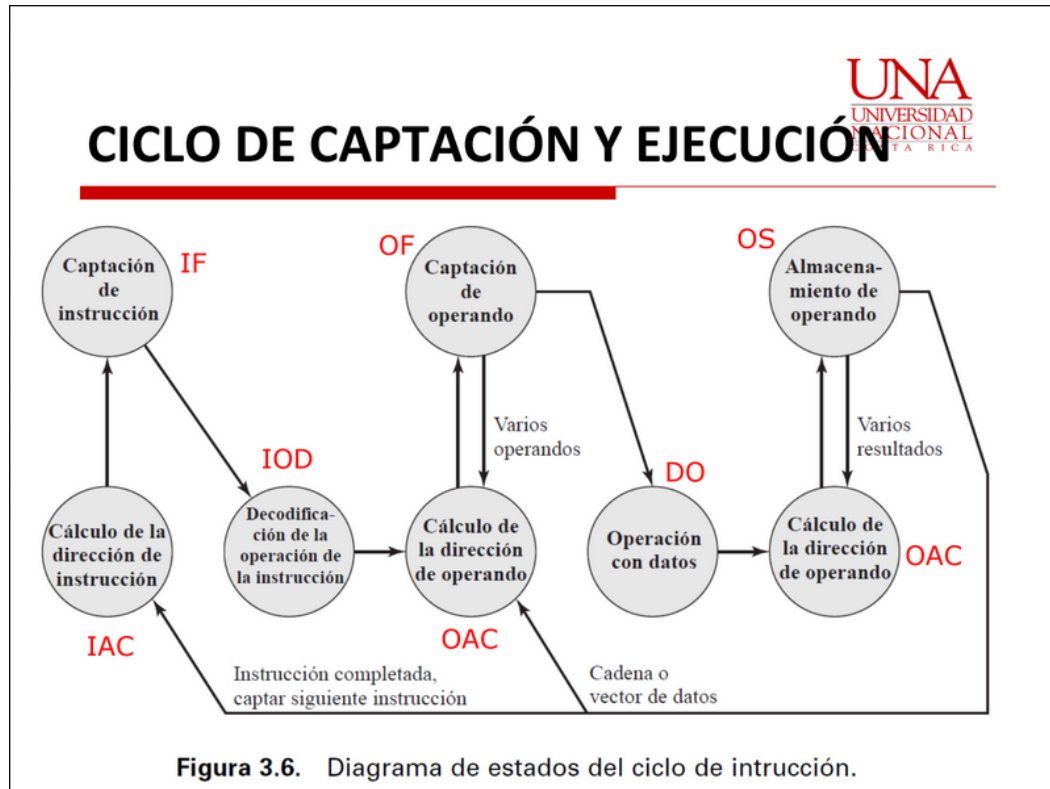 UNA
UNIVERSIDAD
NACIONAL
COSTA RICA
CICLO DE CAPTACIÓN Y EJECUCIÓN
Captación
de
instrucción
IF
OF
Captación
de
operando
OS
Almacena-
miento de
operando
Varios
operandos
Varios
resultados
IOD
DO
Cálculo de la
dirección de
instrucción
Decodifica-
ción de la
operación de
la instrucción
Cálculo de
la dirección
de operando
Operación
con datos
Cálculo de
la dirección
de operando
OAC
IAC
OAC
Instrucción completada,
captar siguiente instrucción
Cadena o
vector de datos
Figura 3.6. Diagrama de estados del ciclo de intrucción.